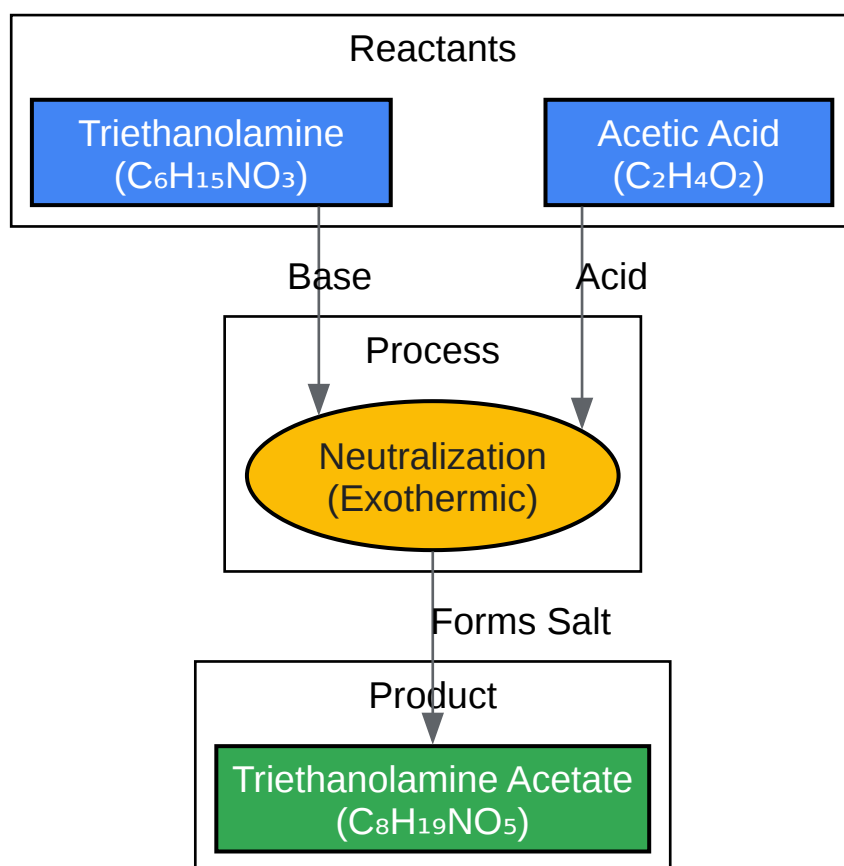 Reactants
Triethanolamine
(C₆H₁₅NO₃)
Acetic Acid
(C₂H₄O₂)
Base
Acid
Process
Neutralization
(Exothermic)
Forms Salt
Product
Triethanolamine Acetate
(C₈H₁₉NO₅)